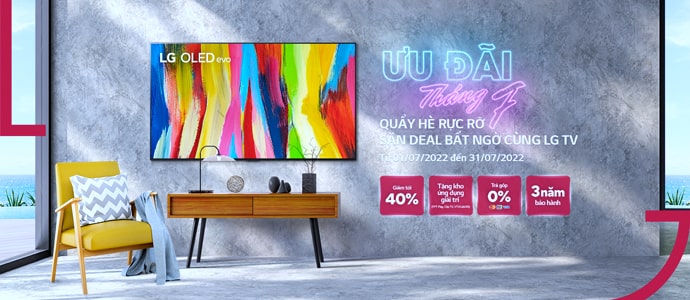 LG OLED evo
ƯU ĐÃI
Tháng 7
QUẨY HÈ RỰC RỠ
SĂN DEAL BẤT NGỜ CÙNG LG TV
Từ 01/07/2022 đến 31/07/2022
Giảm tới
40%
Tặng kho
ứng dụng
giải trí
Trả góp
0%
3 năm
bảo hành